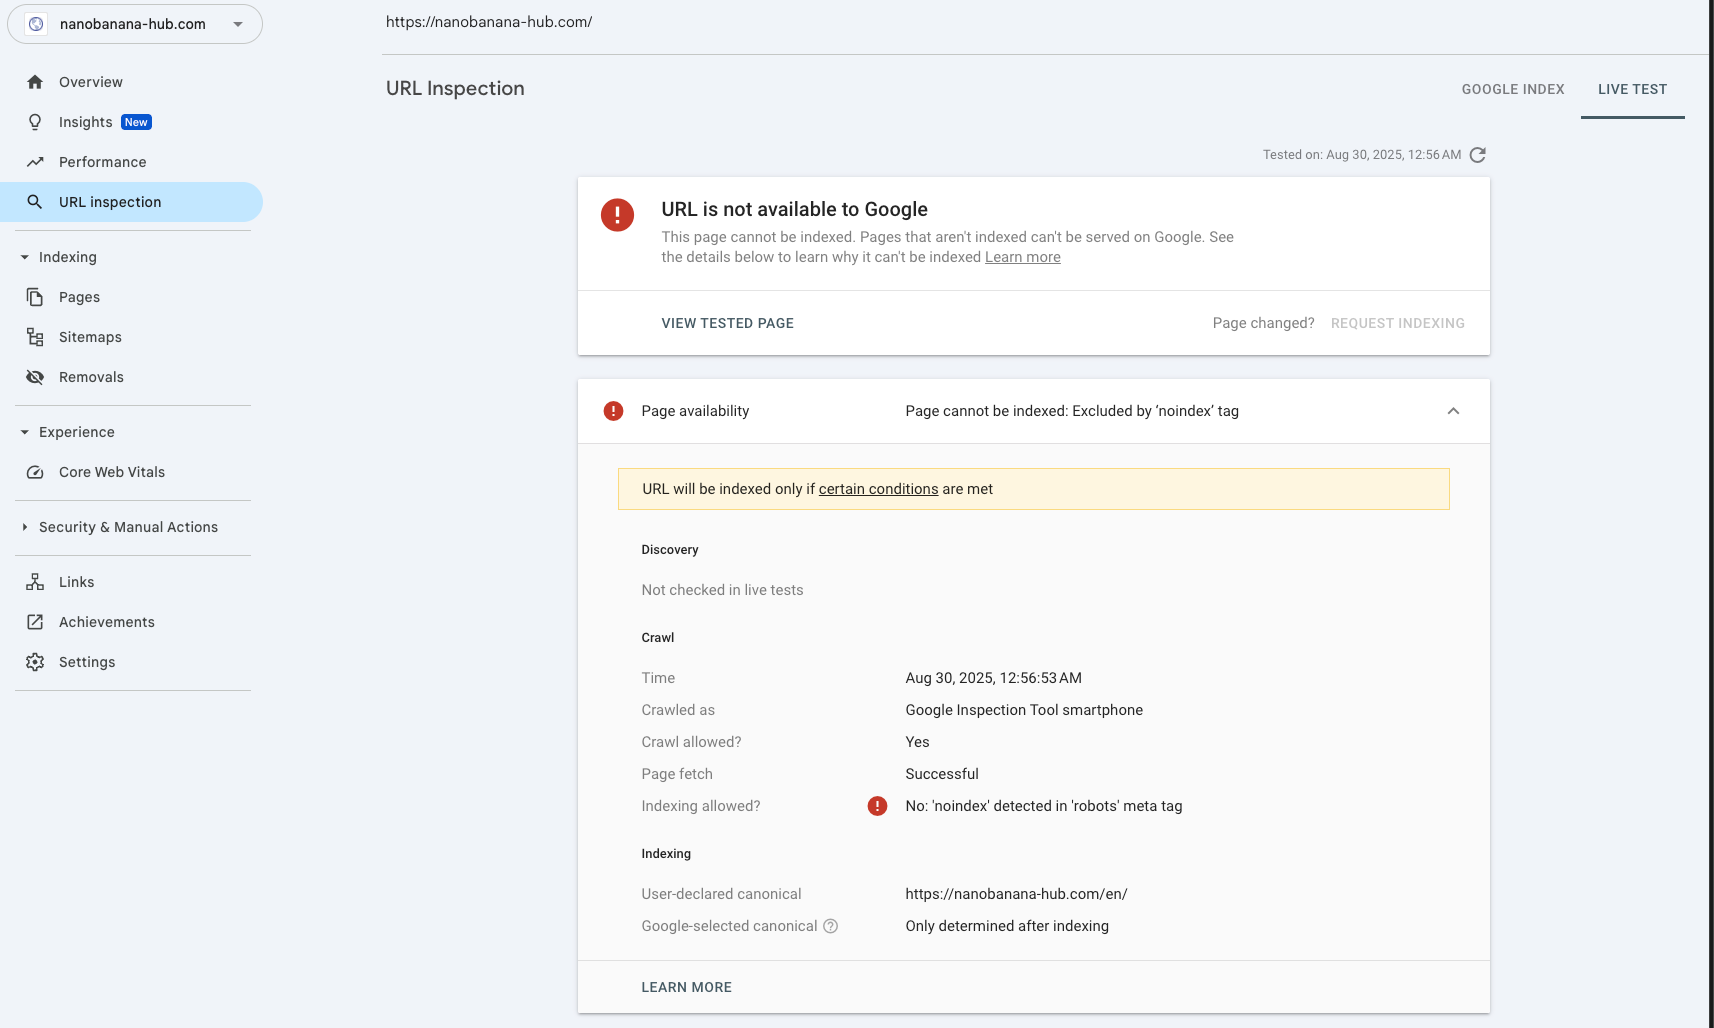 nanobanana-hub.com
Overview
Insights New
Performance
URL inspection
Indexing
Pages
Sitemaps
Removals
Experience
Core Web Vitals
Security & Manual Actions
Links
Achievements
Settings
https://nanobanana-hub.com/
URL Inspection
GOOGLE INDEX
LIVE TEST
Tested on: Aug 30, 2025, 12:56 AM
URL is not available to Google
This page cannot be indexed. Pages that aren't indexed can't be served on Google. See
the details below to learn why it can't be indexed Learn more
VIEW TESTED PAGE
Page changed? REQUEST INDEXING
Page availability
Page cannot be indexed: Excluded by ‘noindex’ tag
URL will be indexed only if certain conditions are met
Discovery
Not checked in live tests
Crawl
Time
Aug 30, 2025, 12:56:53 AM
Crawled as
Google Inspection Tool smartphone
Crawl allowed?
Yes
Page fetch
Successful
Indexing allowed?
No: 'noindex' detected in 'robots' meta tag
Indexing
User-declared canonical
https://nanobanana-hub.com/en/
Google-selected canonical
Only determined after indexing
LEARN MORE